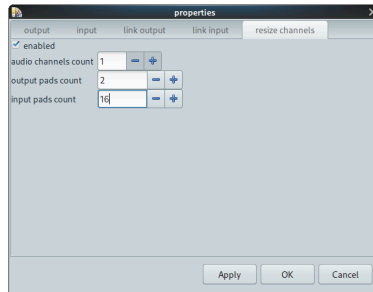 properties
output input link output link input resize channels
enabled
audio channels count 1
output pads count 2
input pads count 16
Apply OK Cancel